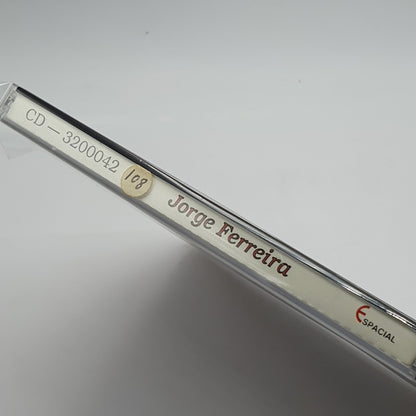 CD — 3200042
108
Jorge Ferreira
ESPACIAL